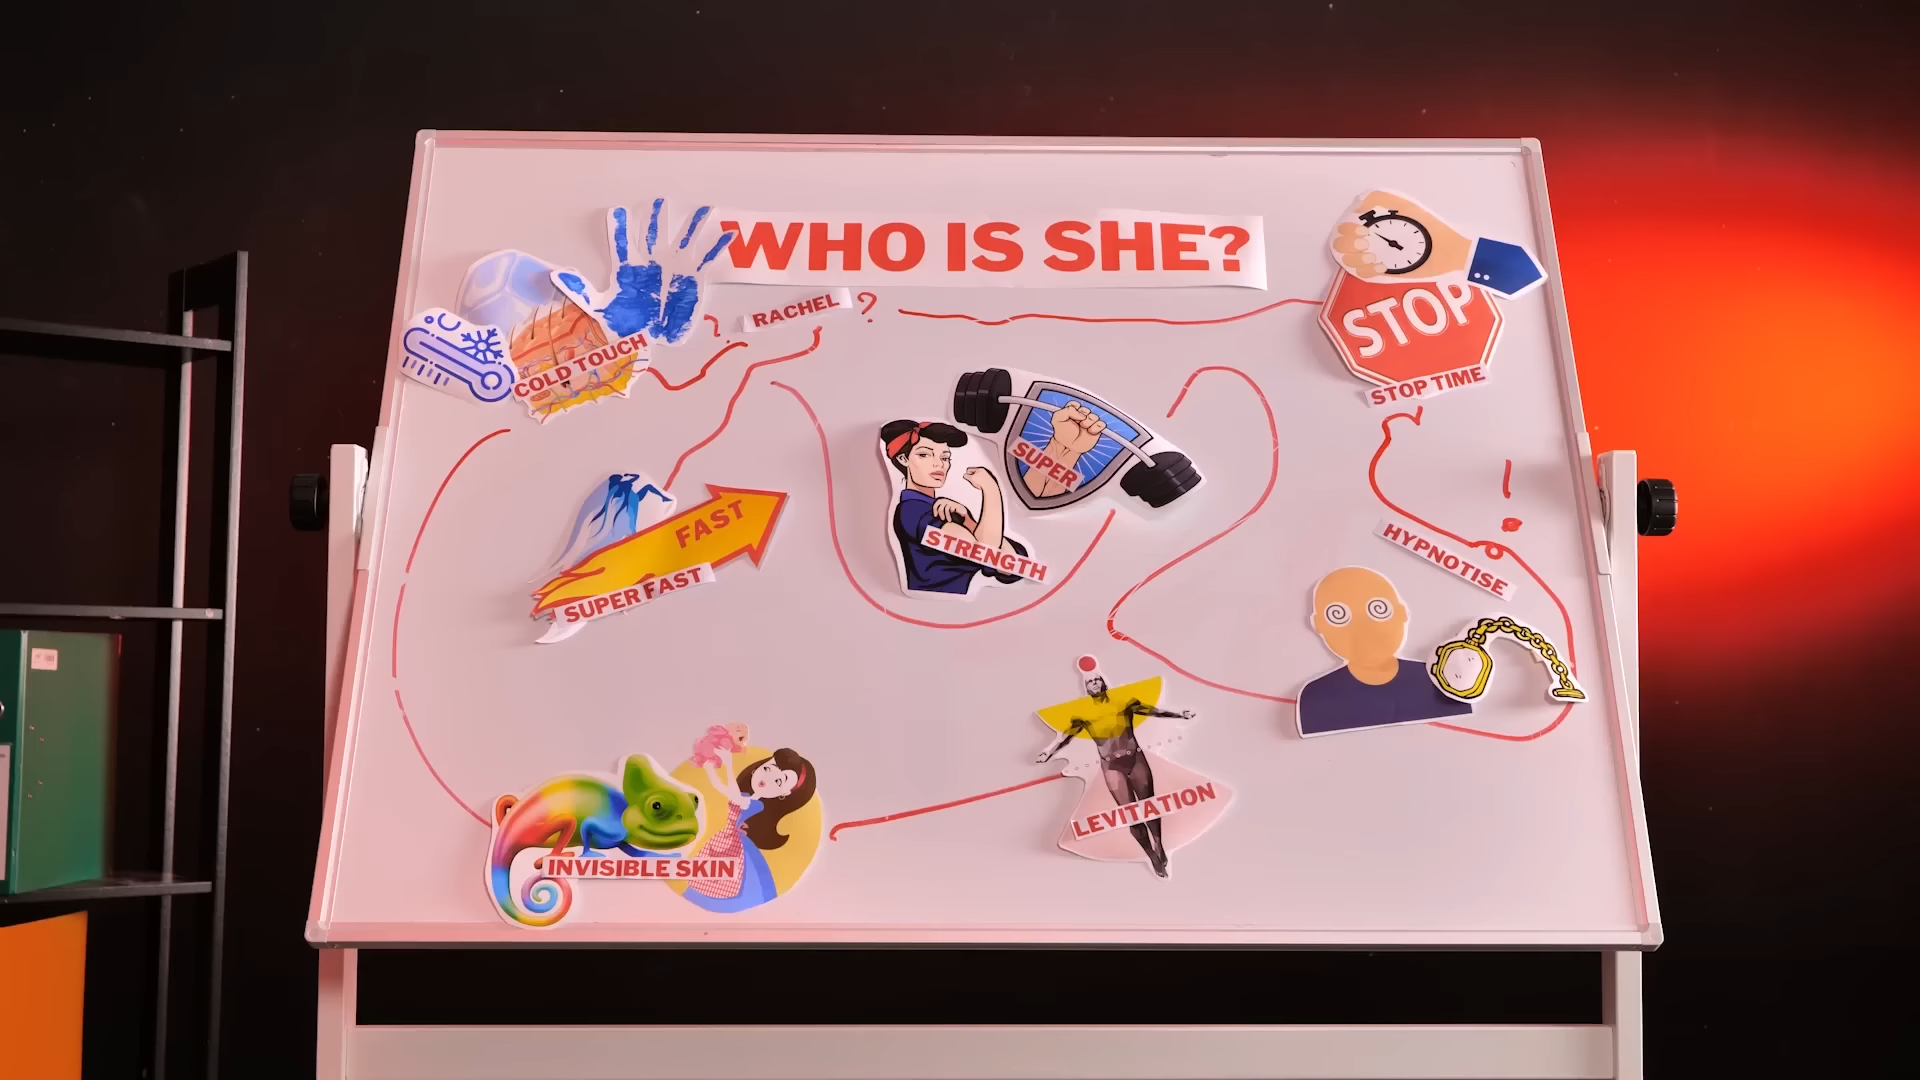 WHO IS SHE?
? RACHEL ?
COLD TOUCH
STOP
STOP TIME
SUPER
STRENGTH
FAST
SUPER FAST
!
HYPNOTISE
LEVITATION
INVISIBLE SKIN